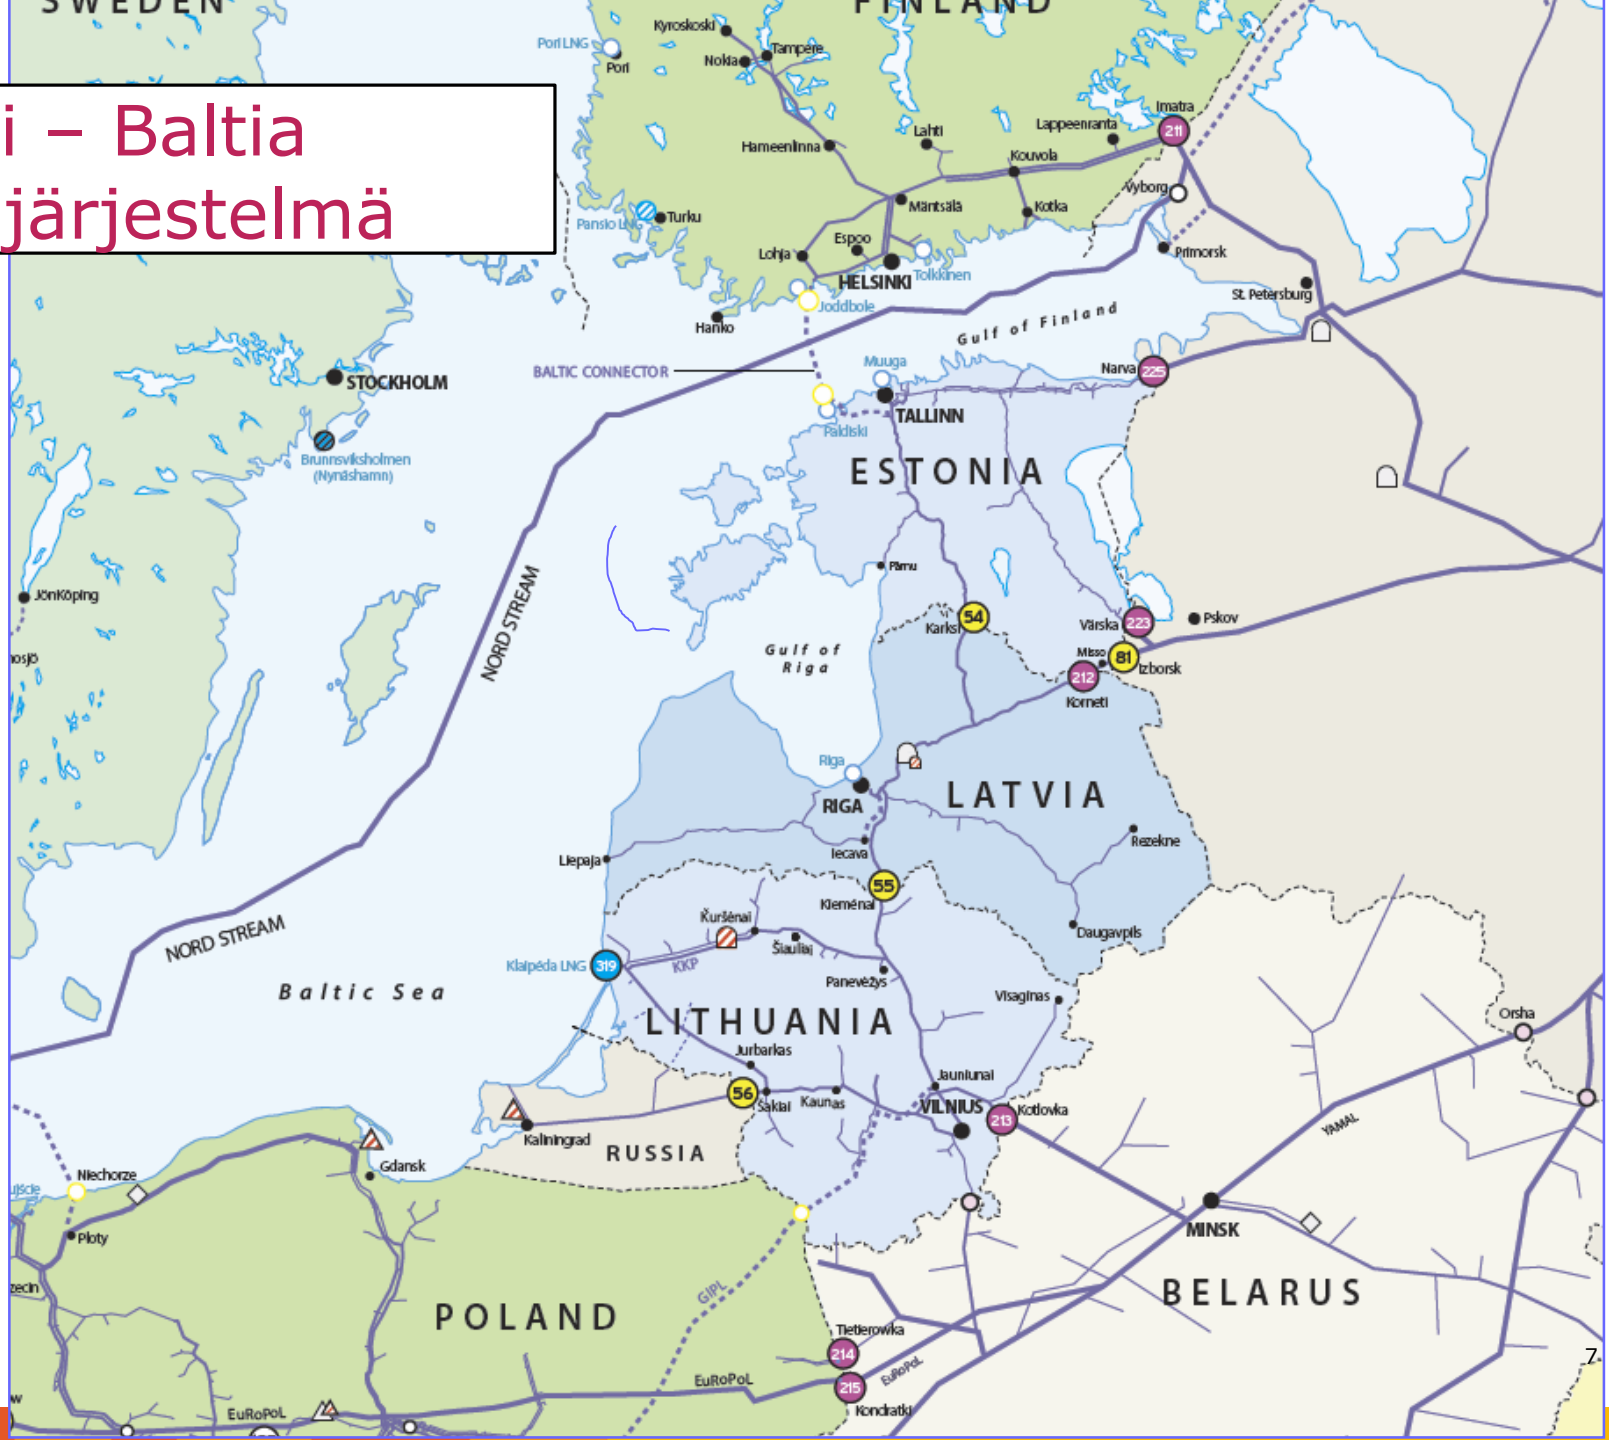 SWEDEN
FINLAND
i – Baltia
järjestelmä
Kyroskoski
Pori LNG
Pori
Nokia
Tampere
Imatra
211
Lappeenranta
Lahti
Hameenlinna
Kouvola
Vyborg
Mäntsälä
Kotka
Pansio LNG
Turku
Espoo
Lohja
Primorsk
HELSINKI
Tolkkinen
St. Petersburg
Joddbole
Hanko
Gulf of Finland
BALTIC CONNECTOR
Muuga
Narva
225
STOCKHOLM
TALLINN
Paldiski
Brunnsviksholmen
(Nynäshamn)
ESTONIA
Pämu
JönKöping
NORD STREAM
Karksi
54
Värska
223
Pskov
Gulf of
Riga
Misso
81
Izborsk
212
Korneti
Riga
RIGA
LATVIA
Rezekne
Iecava
Liepaja
55
Kieménai
NORD STREAM
Kuršėnai
Šiauliai
Daugavpils
Klaipéda LNG
319
KKP
Panevėžys
Baltic Sea
Visaginas
LITHUANIA
Orsha
Jurbarkas
Jauniunai
56
Šakiai
Kaunas
VILNIUS
213
Kotlovka
YAMAL
Kaliningrad
RUSSIA
Gdansk
Niechorze
Ploty
MINSK
BELARUS
GIPL
POLAND
Tietierowka
214
7
EuRoPoL
215
EuRoPoL
Kondratki
EuRoPoL